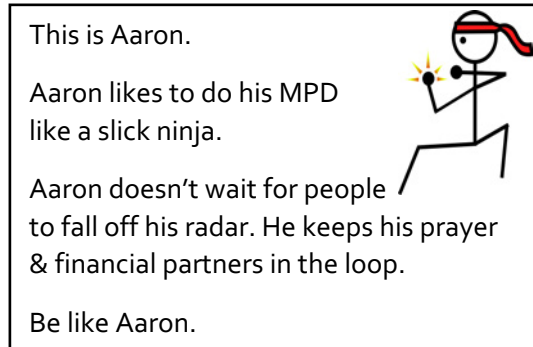 This is Aaron.
Aaron likes to do his MPD
like a slick ninja.
Aaron doesn’t wait for people
to fall off his radar. He keeps his prayer
& financial partners in the loop.
Be like Aaron.